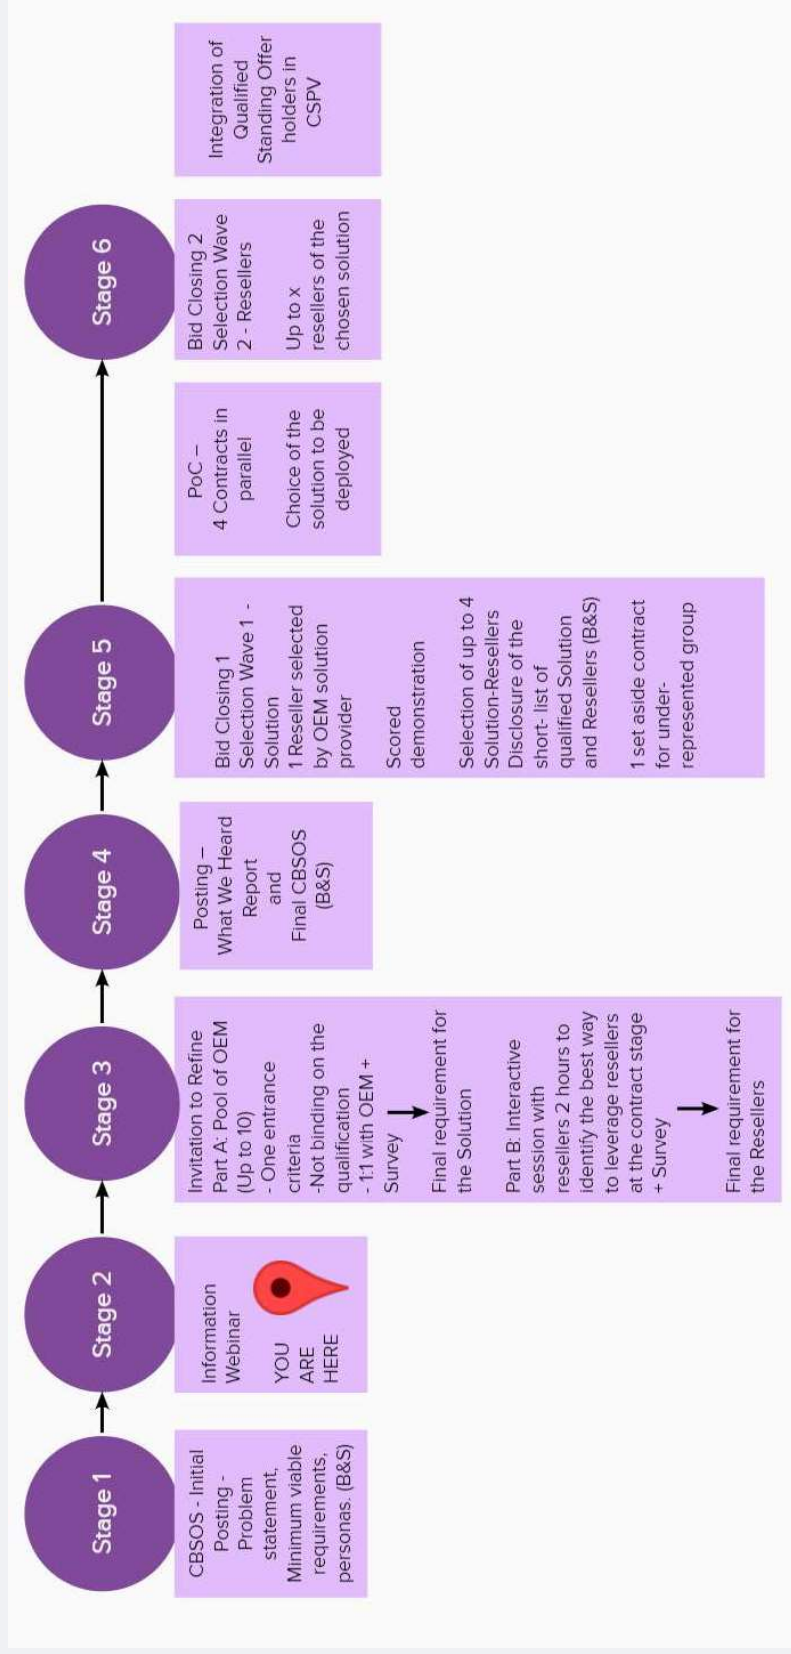 Stage 1
CBSOS - Initial
Posting -
Problem
statement,
Minimum viable
requirements,
personas. (B&S)
Stage 2
Information
Webinar
YOU
ARE
HERE
Stage 3
Invitation to Refine
Part A: Pool of OEM
(Up to 10)
- One entrance
criteria
-Not binding on the
qualification
- 1:1 with OEM +
Survey
Final requirement for
the Solution
Part B: Interactive
session with
resellers 2 hours to
identify the best way
to leverage resellers
at the contract stage
+ Survey
Final requirement for
the Resellers
Stage 4
Posting –
What We Heard
Report
and
Final CBSOS
(B&S)
Stage 5
Bid Closing 1
Selection Wave 1 -
Solution
1 Reseller selected
by OEM solution
provider
Scored
demonstration
Selection of up to 4
Solution-Resellers
Disclosure of the
short- list of
qualified Solution
and Resellers (B&S)
1 set aside contract
for under-
represented group
PoC –
4 Contracts in
parallel
Choice of the
solution to be
deployed
Stage 6
Bid Closing 2
Selection Wave
2 - Resellers
Up to x
resellers of the
chosen solution
Integration of
Qualified
Standing Offer
holders in
CSPV